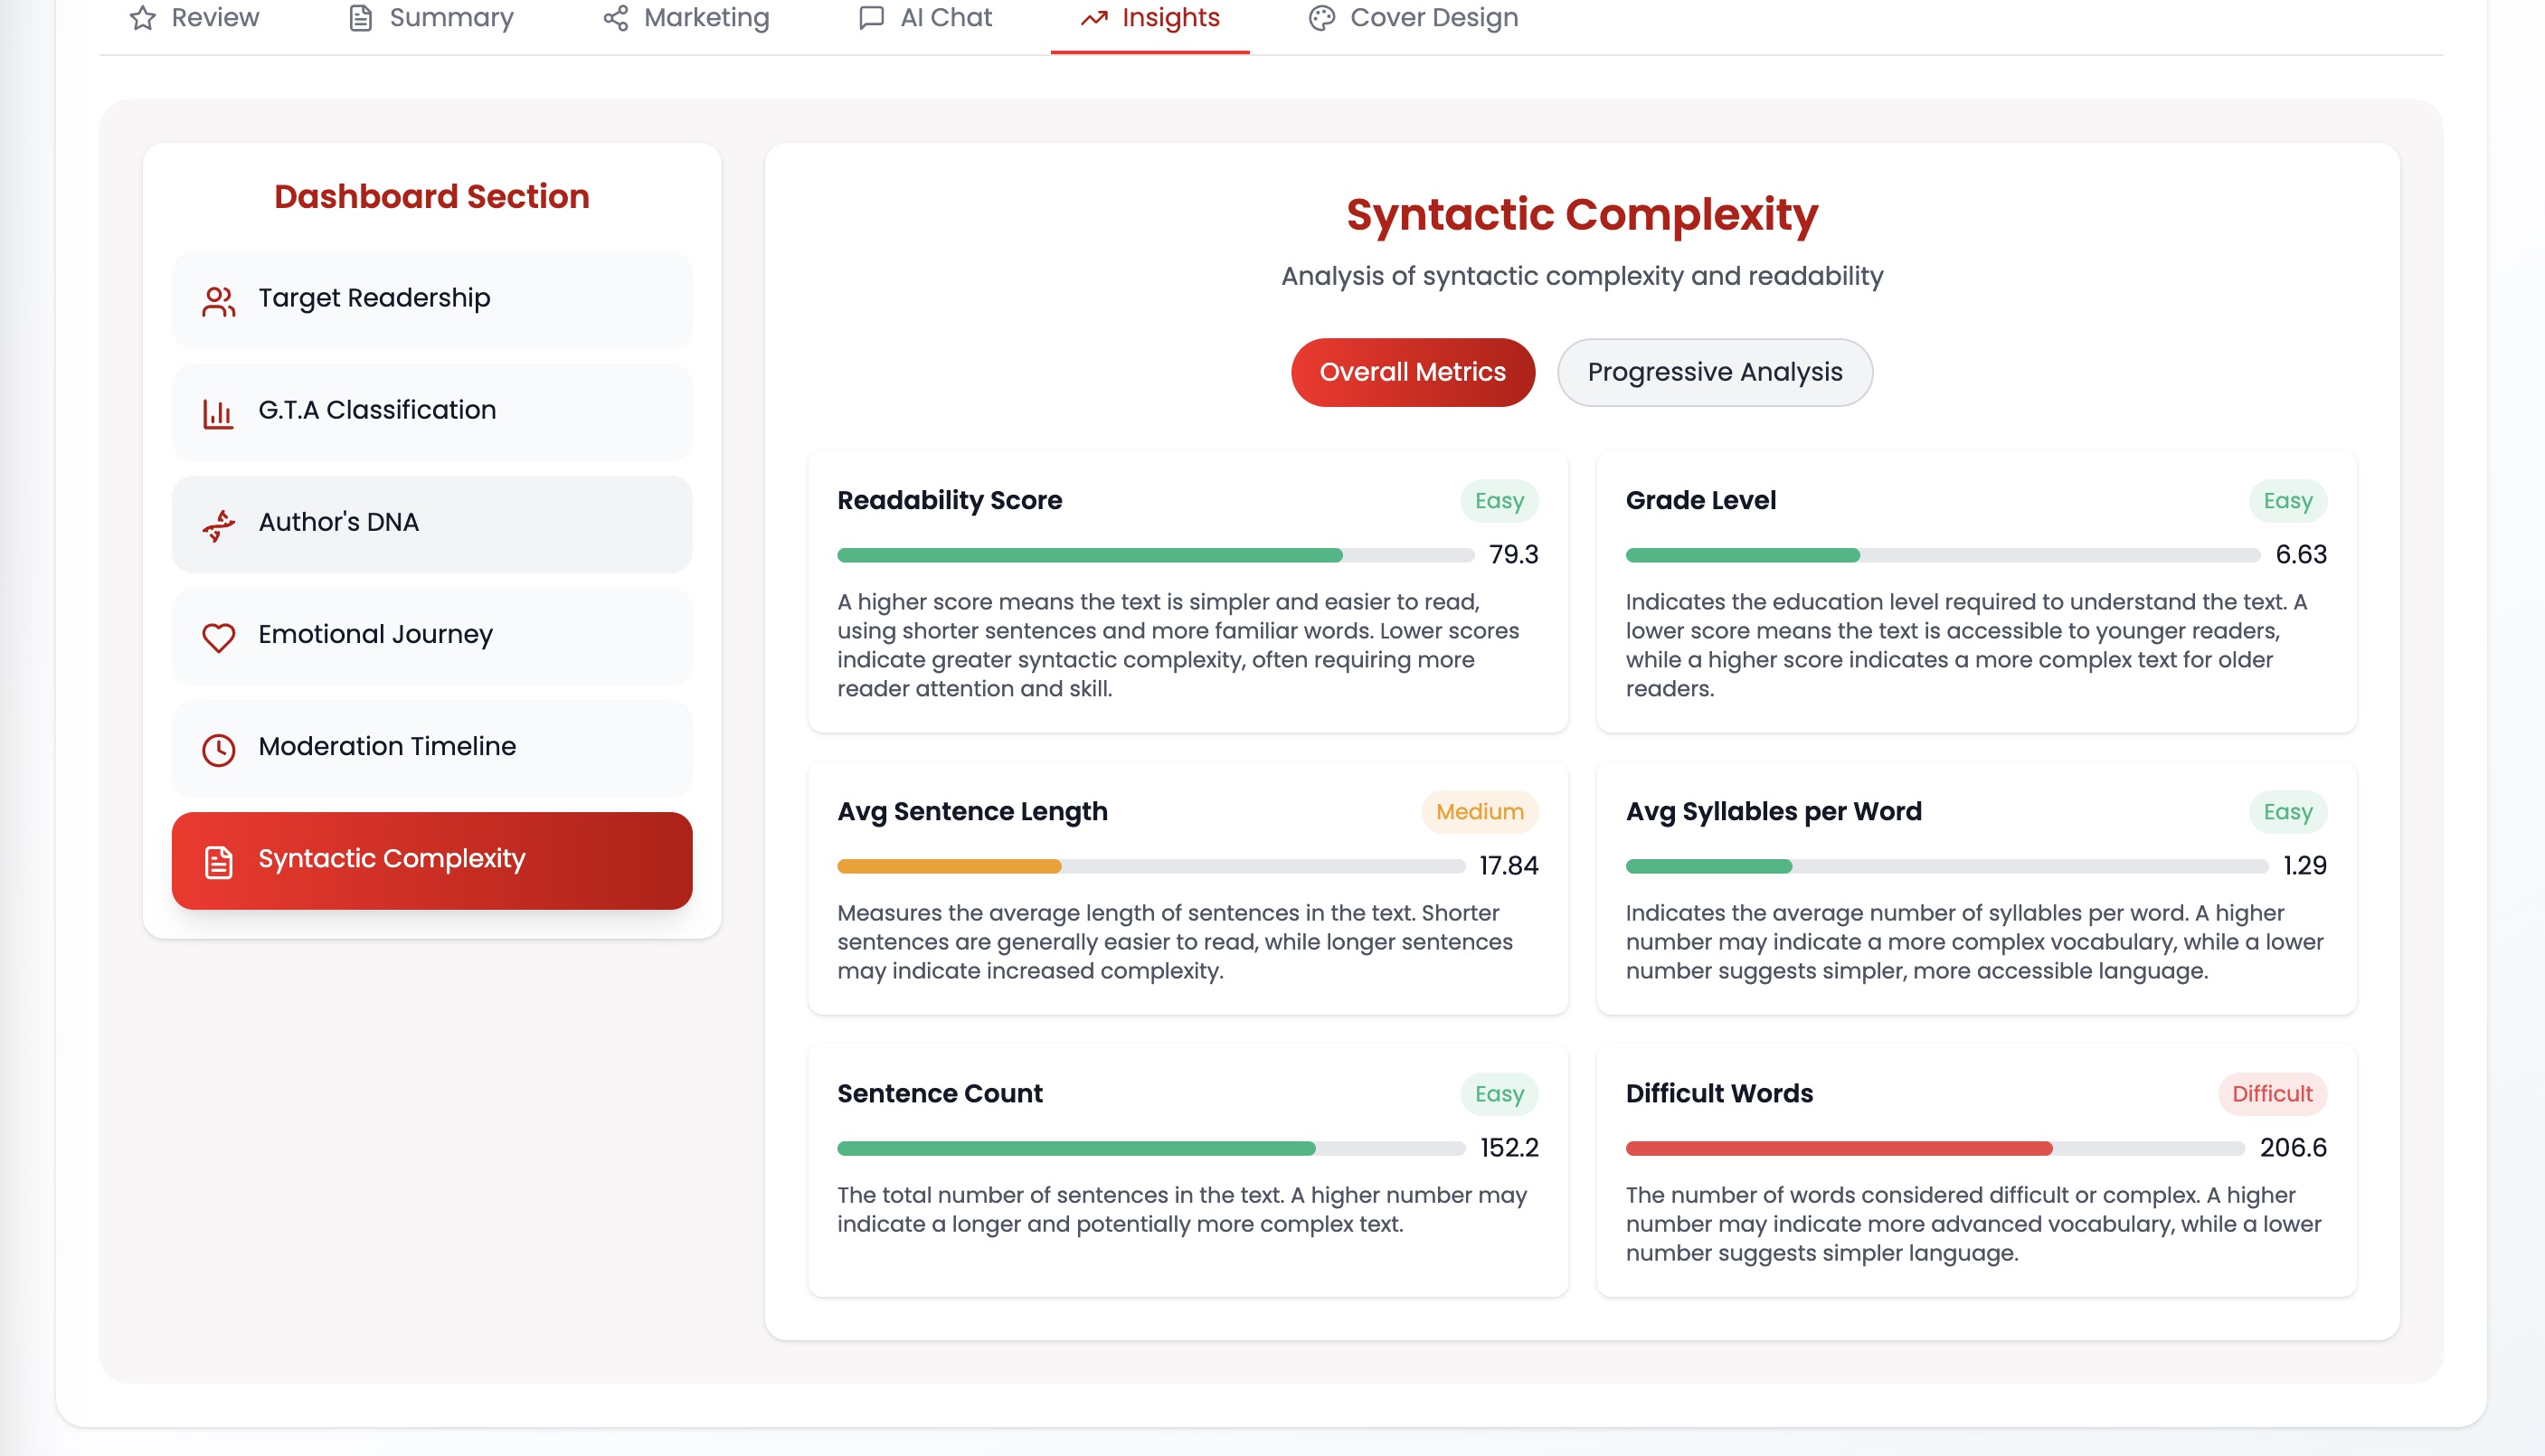 Review
Summary
Marketing
AI Chat
Insights
Cover Design
Dashboard Section
Target Readership
G.T.A Classification
Author's DNA
Emotional Journey
Moderation Timeline
Syntactic Complexity
Syntactic Complexity
Analysis of syntactic complexity and readability
Overall Metrics
Progressive Analysis
Readability Score
Easy
79.3
A higher score means the text is simpler and easier to read,
using shorter sentences and more familiar words. Lower scores
indicate greater syntactic complexity, often requiring more
reader attention and skill.
Grade Level
Easy
6.63
Indicates the education level required to understand the text. A
lower score means the text is accessible to younger readers,
while a higher score indicates a more complex text for older
readers.
Avg Sentence Length
Medium
17.84
Measures the average length of sentences in the text. Shorter
sentences are generally easier to read, while longer sentences
may indicate increased complexity.
Avg Syllables per Word
Easy
1.29
Indicates the average number of syllables per word. A higher
number may indicate a more complex vocabulary, while a lower
number suggests simpler, more accessible language.
Sentence Count
Easy
152.2
The total number of sentences in the text. A higher number may
indicate a longer and potentially more complex text.
Difficult Words
Difficult
206.6
The number of words considered difficult or complex. A higher
number may indicate more advanced vocabulary, while a lower
number suggests simpler language.